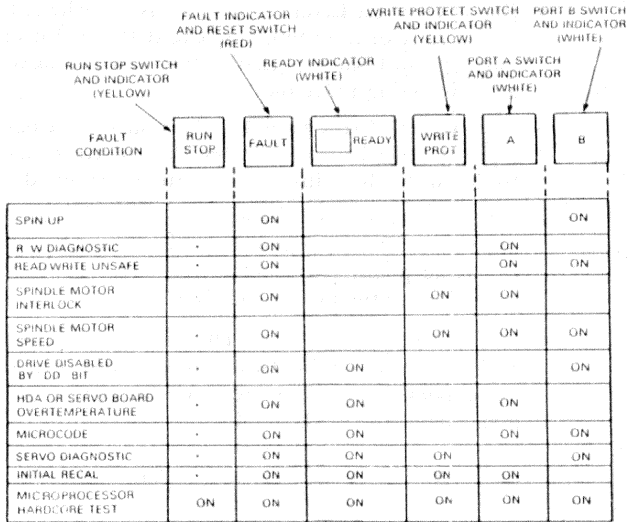 FAULT INDICATOR
AND RESET SWITCH
(RED)
WRITE PROTECT SWITCH
AND INDICATOR
(YELLOW)
PORT B SWITCH
AND INDICATOR
(WHITE)
RUN STOP SWITCH
AND INDICATOR
(YELLOW)
READY INDICATOR
(WHITE)
PORT A SWITCH
AND INDICATOR
(WHITE)
FAULT
CONDITION
RUN
STOP
FAULT
READY
WRITE
PROT
A
B
SPIN UP ON ON
R W DIAGNOSTIC · ON ON
READ WRITE UNSAFE · ON ON ON
SPINDLE MOTOR
INTERLOCK · ON ON ON
SPINDLE MOTOR
SPEED · ON ON ON ON
DRIVE DISABLED
BY DD BIT · ON ON ON
HDA OR SERVO BOARD
OVERTEMPERATURE · ON ON ON
MICROCODE · ON ON ON ON
SERVO DIAGNOSTIC · ON ON ON ON
INITIAL RECAL · ON ON ON ON
MICROPROCESSOR
HARDCORE TEST ON ON ON ON ON ON